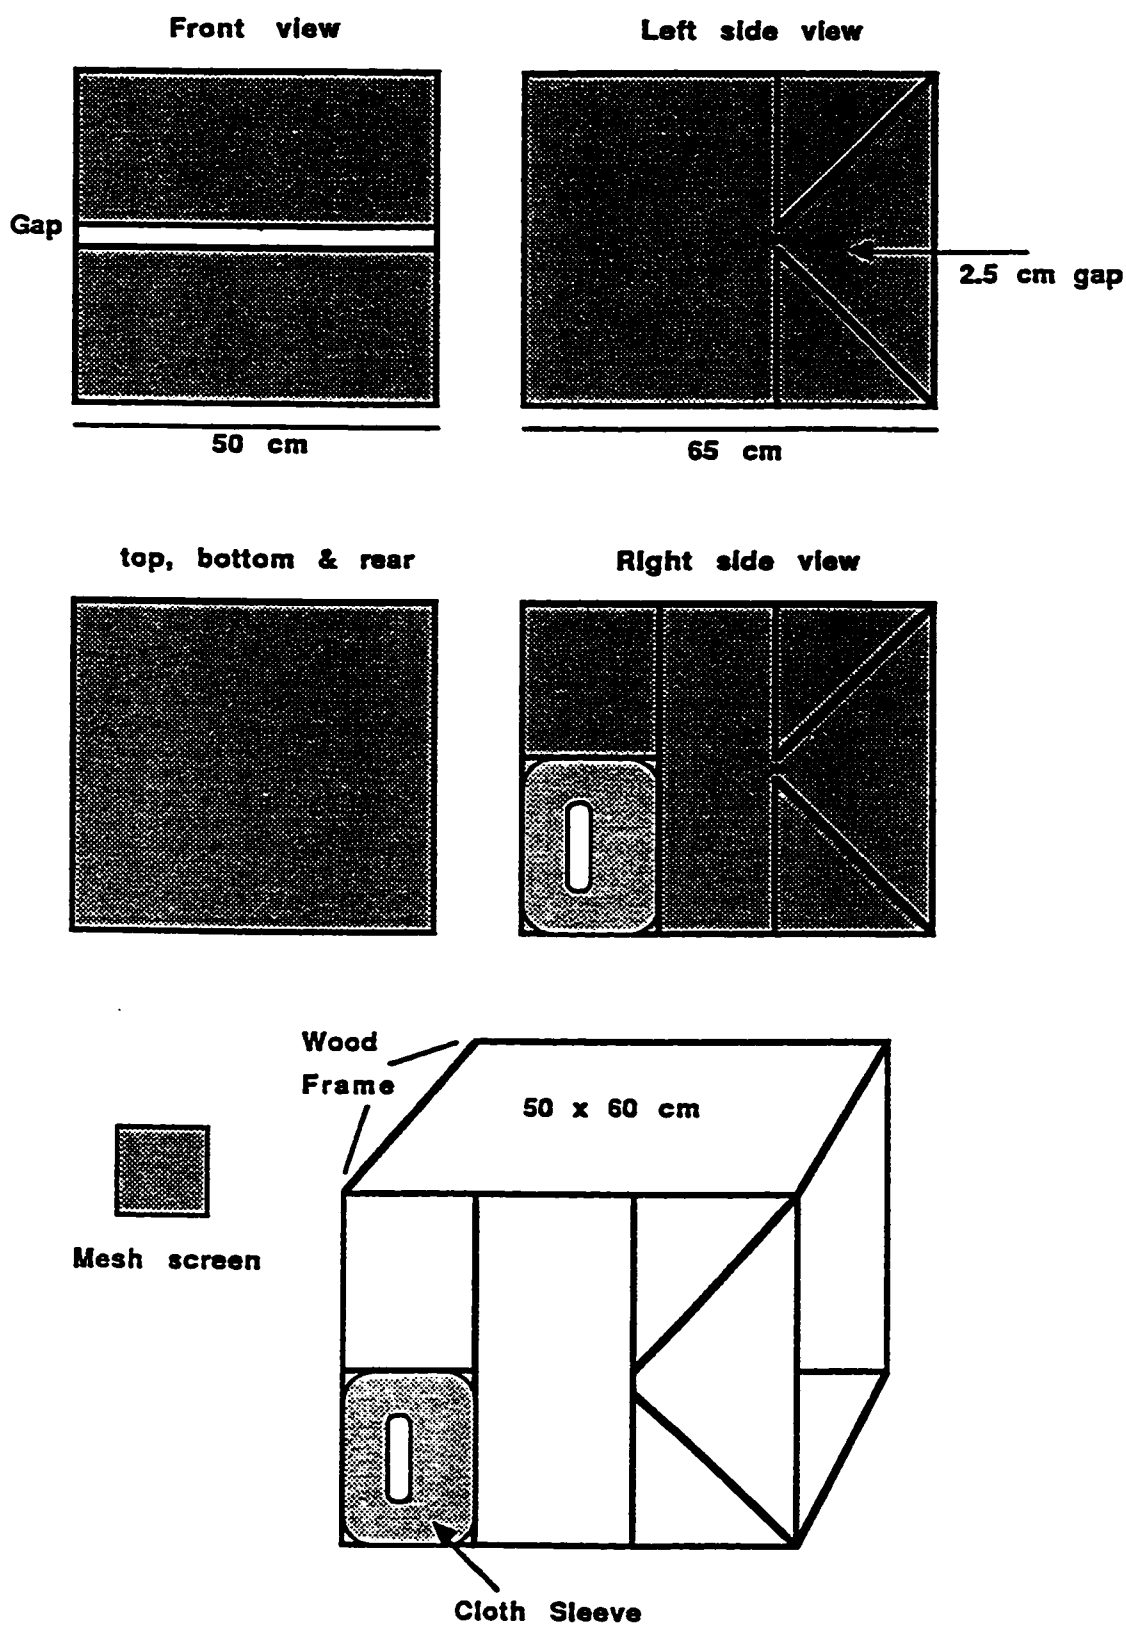 Front view
Left side view
Gap
2.5 cm gap
50 cm
65 cm
top, bottom & rear
Right side view
Wood
Frame
50 x 60 cm
Mesh screen
Cloth Sleeve